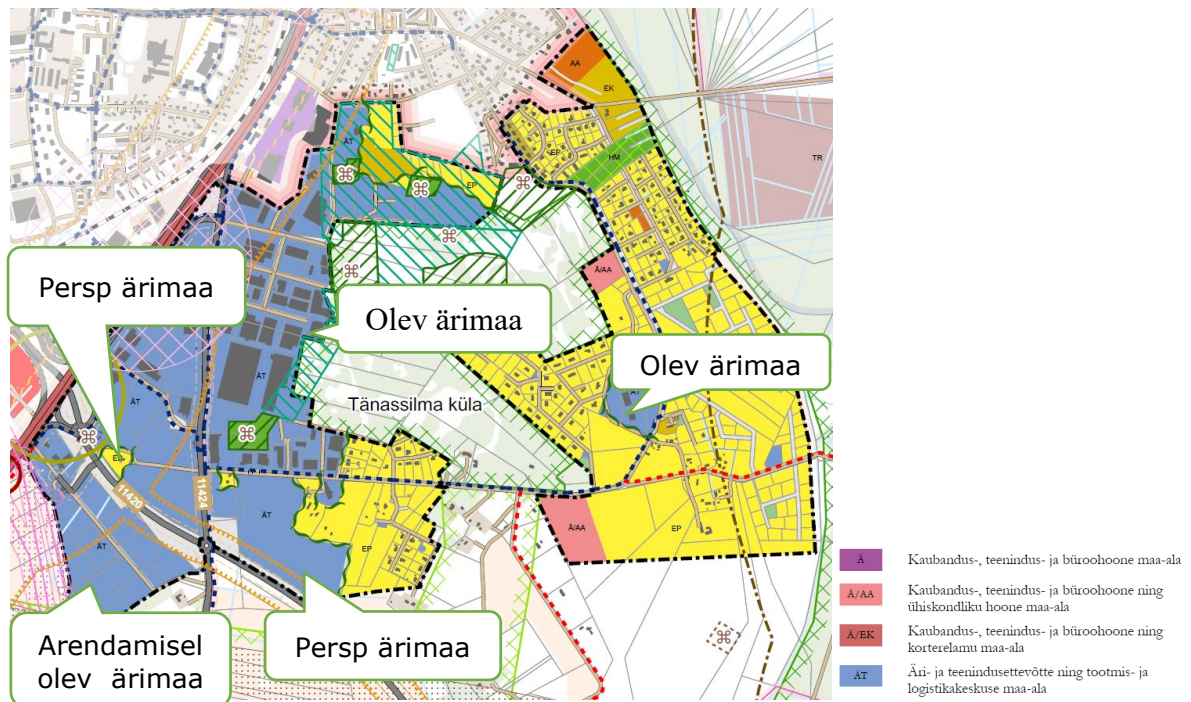 AA
EK
ÄT
EP
HM
TR
EP
Ä/AA
Persp ärimaa
Olev ärimaa
Olev ärimaa
ÄT
ÄT
ÄT
Tänassilma küla
11420
11424
ÄT
ÄT
EP
Ä/AA
EP
Arendamisel
olev ärimaa
Persp ärimaa
Ä Kaubandus-, teenindus- ja büroohoone maa-ala
Ä/AA Kaubandus-, teenindus- ja büroohoone ning
ühiskondliku hoone maa-ala
Ä/EK Kaubandus-, teenindus- ja büroohoone ning
korterelamu maa-ala
ÄT Äri- ja teenindusettevõtte ning tootmis- ja
logistikakeskuse maa-ala